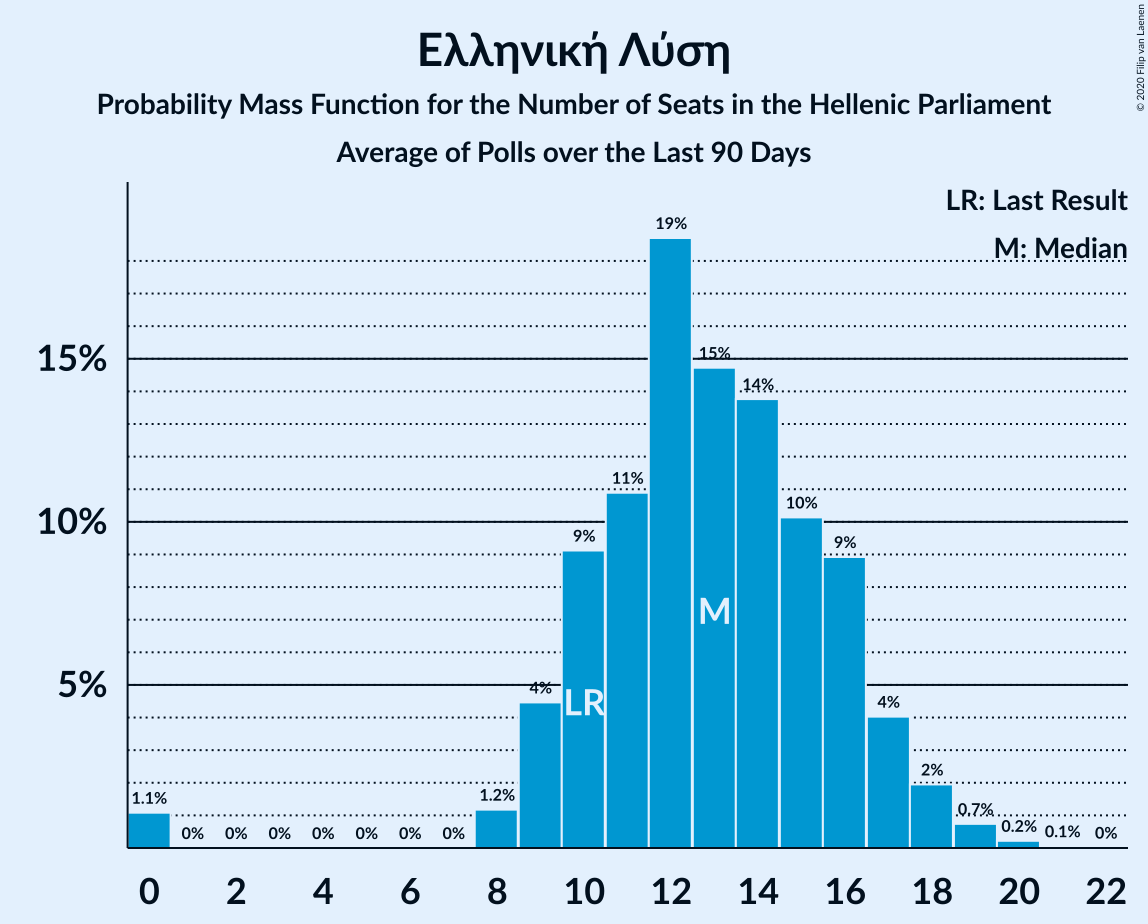 Ελληνική Λύση
Probability Mass Function for the Number of Seats in the Hellenic Parliament
Average of Polls over the Last 90 Days
© 2020 Filip van Laenen
LR: Last Result
M: Median
15%
10%
5%
1.1%
0%
0%
0%
0%
0%
0%
0%
1.2%
4%
9%
11%
19%
15%
14%
10%
9%
4%
2%
0.7%
0.2%
0.1%
0%
LR
M
0 2 4 6 8 10 12 14 16 18 20 22